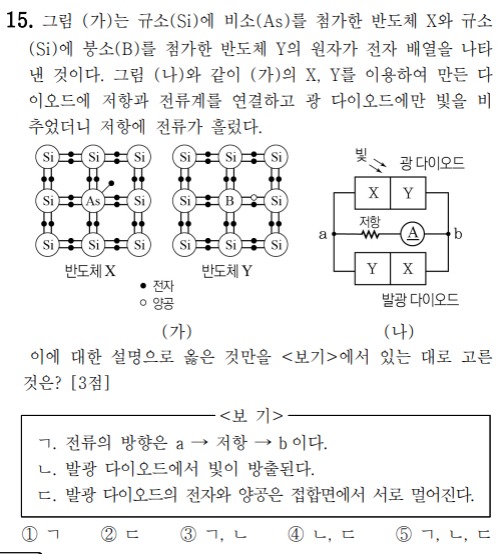 15. 그림 (가)는 규소(Si)에 비소(As)를 첨가한 반도체 X와 규소
(Si)에 붕소(B)를 첨가한 반도체 Y의 원자가 전자 배열을 나타
낸 것이다. 그림 (나)와 같이 (가)의 X, Y를 이용하여 만든 다
이오드에 저항과 전류계를 연결하고 광 다이오드에만 빛을 비
추었더니 저항에 전류가 흘렀다.
Si Si Si Si Si Si
Si As Si Si B Si
Si Si Si Si Si Si
반도체 X 반도체 Y
● 전자
○ 양공
(가)
빛 광 다이오드
X Y
저항
a A b
Y X
발광 다이오드
(나)
이에 대한 설명으로 옳은 것만을 <보기>에서 있는 대로 고른
것은? [3점]
<보 기>
ㄱ. 전류의 방향은 a → 저항 → b이다.
ㄴ. 발광 다이오드에서 빛이 방출된다.
ㄷ. 발광 다이오드의 전자와 양공은 접합면에서 서로 멀어진다.
① ㄱ ② ㄷ ③ ㄱ, ㄴ ④ ㄴ, ㄷ ⑤ ㄱ, ㄴ, ㄷ